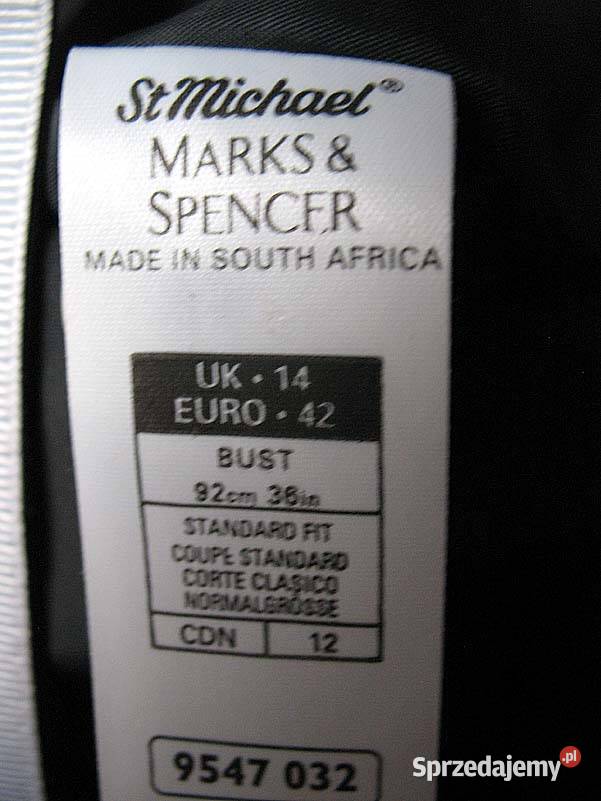 St Michael®
MARKS &
SPENCER
MADE IN SOUTH AFRICA
UK · 14
EURO · 42
BUST
92cm 36in
STANDARD FIT
COUPE STANDARD
CORTE CLASICO
NORMALGRÖSSE
CDN 12
9547 032
Sprzedajemy.pl